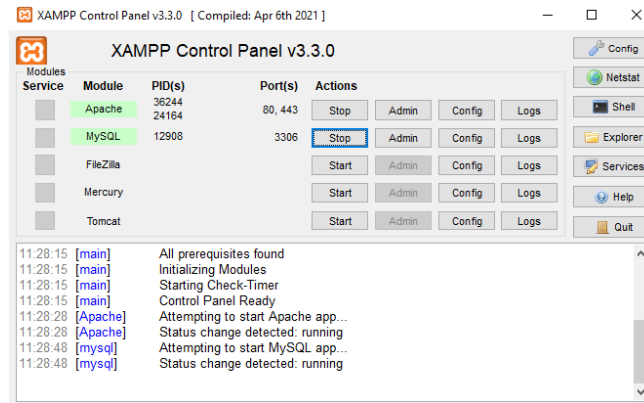 XAMPP Control Panel v3.3.0 [ Compiled: Apr 6th 2021 ]
XAMPP Control Panel v3.3.0
Config
Modules
Netstat
Service Module PID(s) Port(s) Actions
Apache 36244 24164 80, 443 Stop Admin Config Logs Shell
MySQL 12908 3306 Stop Admin Config Logs Explorer
FileZilla Start Admin Config Logs Services
Mercury Start Admin Config Logs Help
Tomcat Start Admin Config Logs Quit
11:28:15 [main] All prerequisites found
11:28:15 [main] Initializing Modules
11:28:15 [main] Starting Check-Timer
11:28:15 [main] Control Panel Ready
11:28:28 [Apache] Attempting to start Apache app...
11:28:28 [Apache] Status change detected: running
11:28:48 [mysql] Attempting to start MySQL app...
11:28:48 [mysql] Status change detected: running